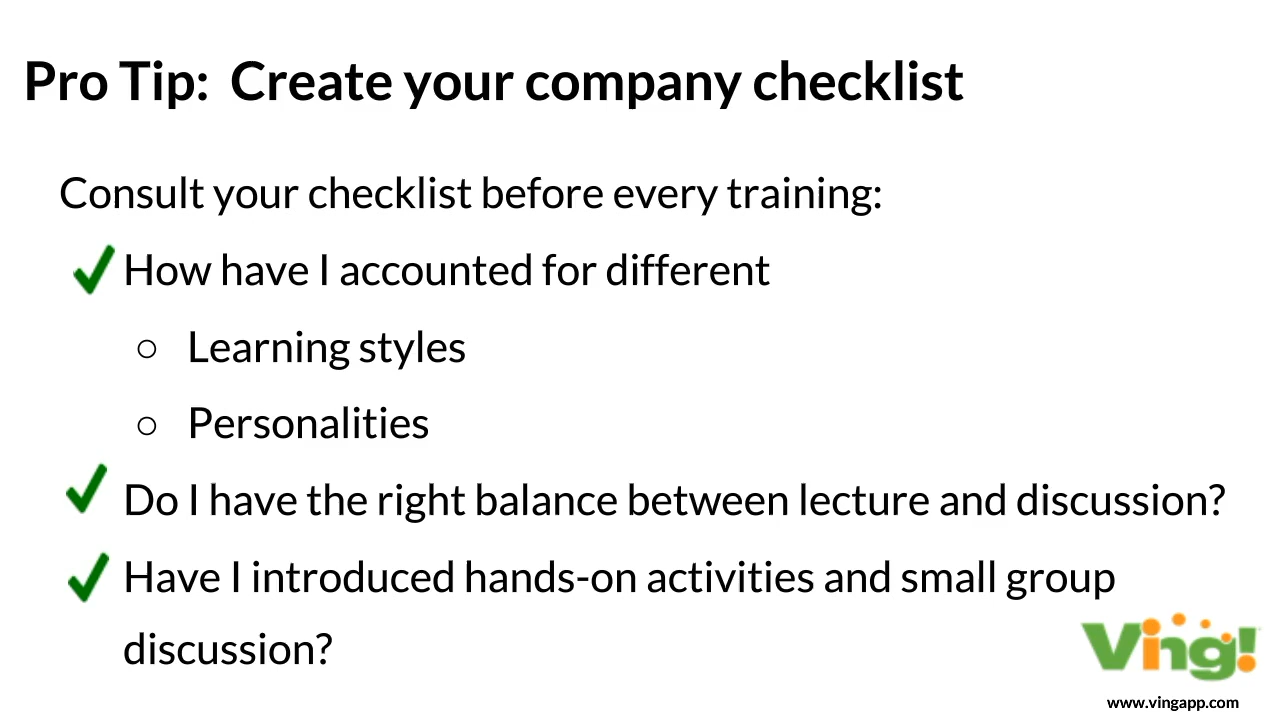 Pro Tip: Create your company checklist
Consult your checklist before every training:
How have I accounted for different
Learning styles
Personalities
Do I have the right balance between lecture and discussion?
Have I introduced hands-on activities and small group
discussion?
Ving!
www.vingapp.com